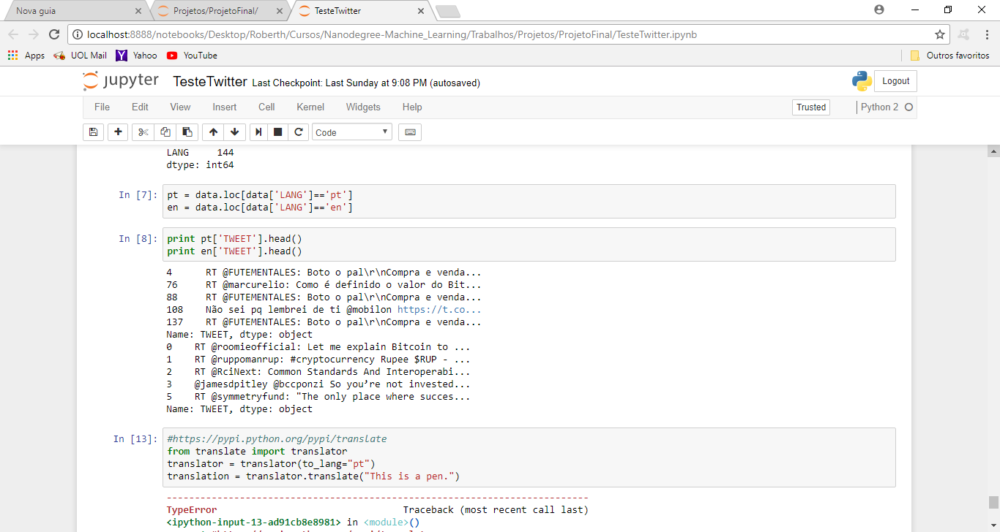 Nova guia
Projetos/ProjetoFinal/
TesteTwitter
localhost:8888/notebooks/Desktop/Roberth/Cursos/Nanodegree-Machine_Learning/Trabalhos/Projetos/ProjetoFinal/TesteTwitter.ipynb
Apps UOL Mail Yahoo YouTube Outros favoritos
jupyter TesteTwitter Last Checkpoint: Last Sunday at 9:08 PM (autosaved) Logout
File Edit View Insert Cell Kernel Widgets Help Trusted Python 2
Code
LANG 144
dtype: int64
In [7]: pt = data.loc[data['LANG']=='pt']
en = data.loc[data['LANG']=='en']
In [8]: print pt['TWEET'].head()
print en['TWEET'].head()
4 RT @FUTEMENTALES: Boto o pal\r\nCompra e venda...
76 RT @marcurelio: Como é definido o valor do Bit...
88 RT @FUTEMENTALES: Boto o pal\r\nCompra e venda...
108 Não sei pq lembrei de ti @mobilon https://t.co...
137 RT @FUTEMENTALES: Boto o pal\r\nCompra e venda...
Name: TWEET, dtype: object
0 RT @roomieofficial: Let me explain Bitcoin to ...
1 RT @ruppomanrup: #cryptocurrency Rupee $RUP - ...
2 RT @RciNext: Common Standards And Interoperabi...
3 @jamesdpitley @bccponzi So you’re not invested...
5 RT @symmetryfund: "The only place where succes...
Name: TWEET, dtype: object
In [13]: #https://pypi.python.org/pypi/translate
from translate import translator
translator = translator(to_lang="pt")
translation = translator.translate("This is a pen.")
---------------------------------------------------------------------------
TypeError Traceback (most recent call last)
<ipython-input-13-ad91cb8e8981> in <module>()